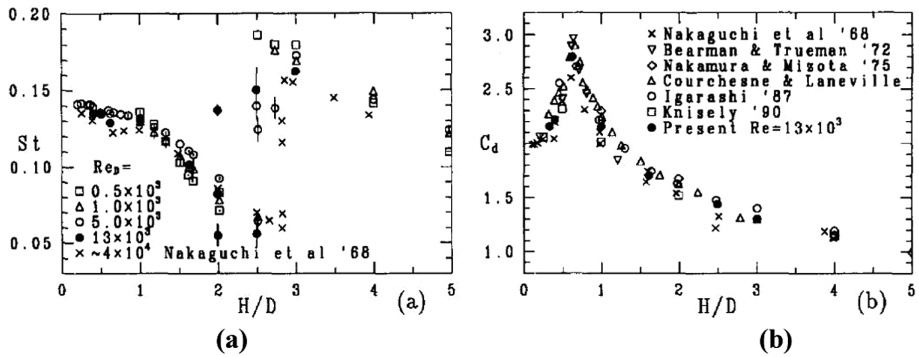 0.20
0.15
St
0.10
0.05
Re_D=
□ 0.5×10³
△ 1.0×10³
○ 5.0×10³
● 13×10³
× ~4×10⁴ Nakaguchi et al '68
0 1 2 3 4 5
H/D (a)
(a)
3.0
2.5
C_d
2.0
1.5
1.0
× Nakaguchi et al '68
▽ Bearman & Trueman '72
◇ Nakamura & Mizota '75
△ Courchesne & Laneville
○ Igarashi '87
□ Knisely '90
● Present Re=13×10³
0 1 2 3 4 5
H/D (b)
(b)